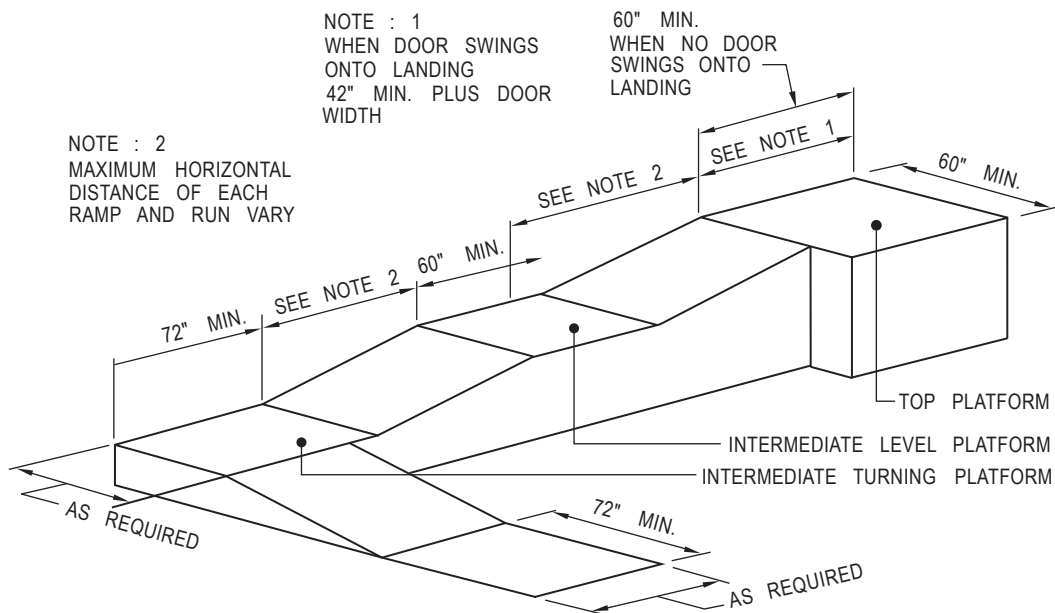 NOTE : 1
WHEN DOOR SWINGS
ONTO LANDING
42" MIN. PLUS DOOR
WIDTH
60" MIN.
WHEN NO DOOR
SWINGS ONTO
LANDING
NOTE : 2
MAXIMUM HORIZONTAL
DISTANCE OF EACH
RAMP AND RUN VARY
SEE NOTE 1
60" MIN.
SEE NOTE 2
60" MIN.
SEE NOTE 2
72" MIN.
TOP PLATFORM
INTERMEDIATE LEVEL PLATFORM
INTERMEDIATE TURNING PLATFORM
AS REQUIRED
72" MIN.
AS REQUIRED